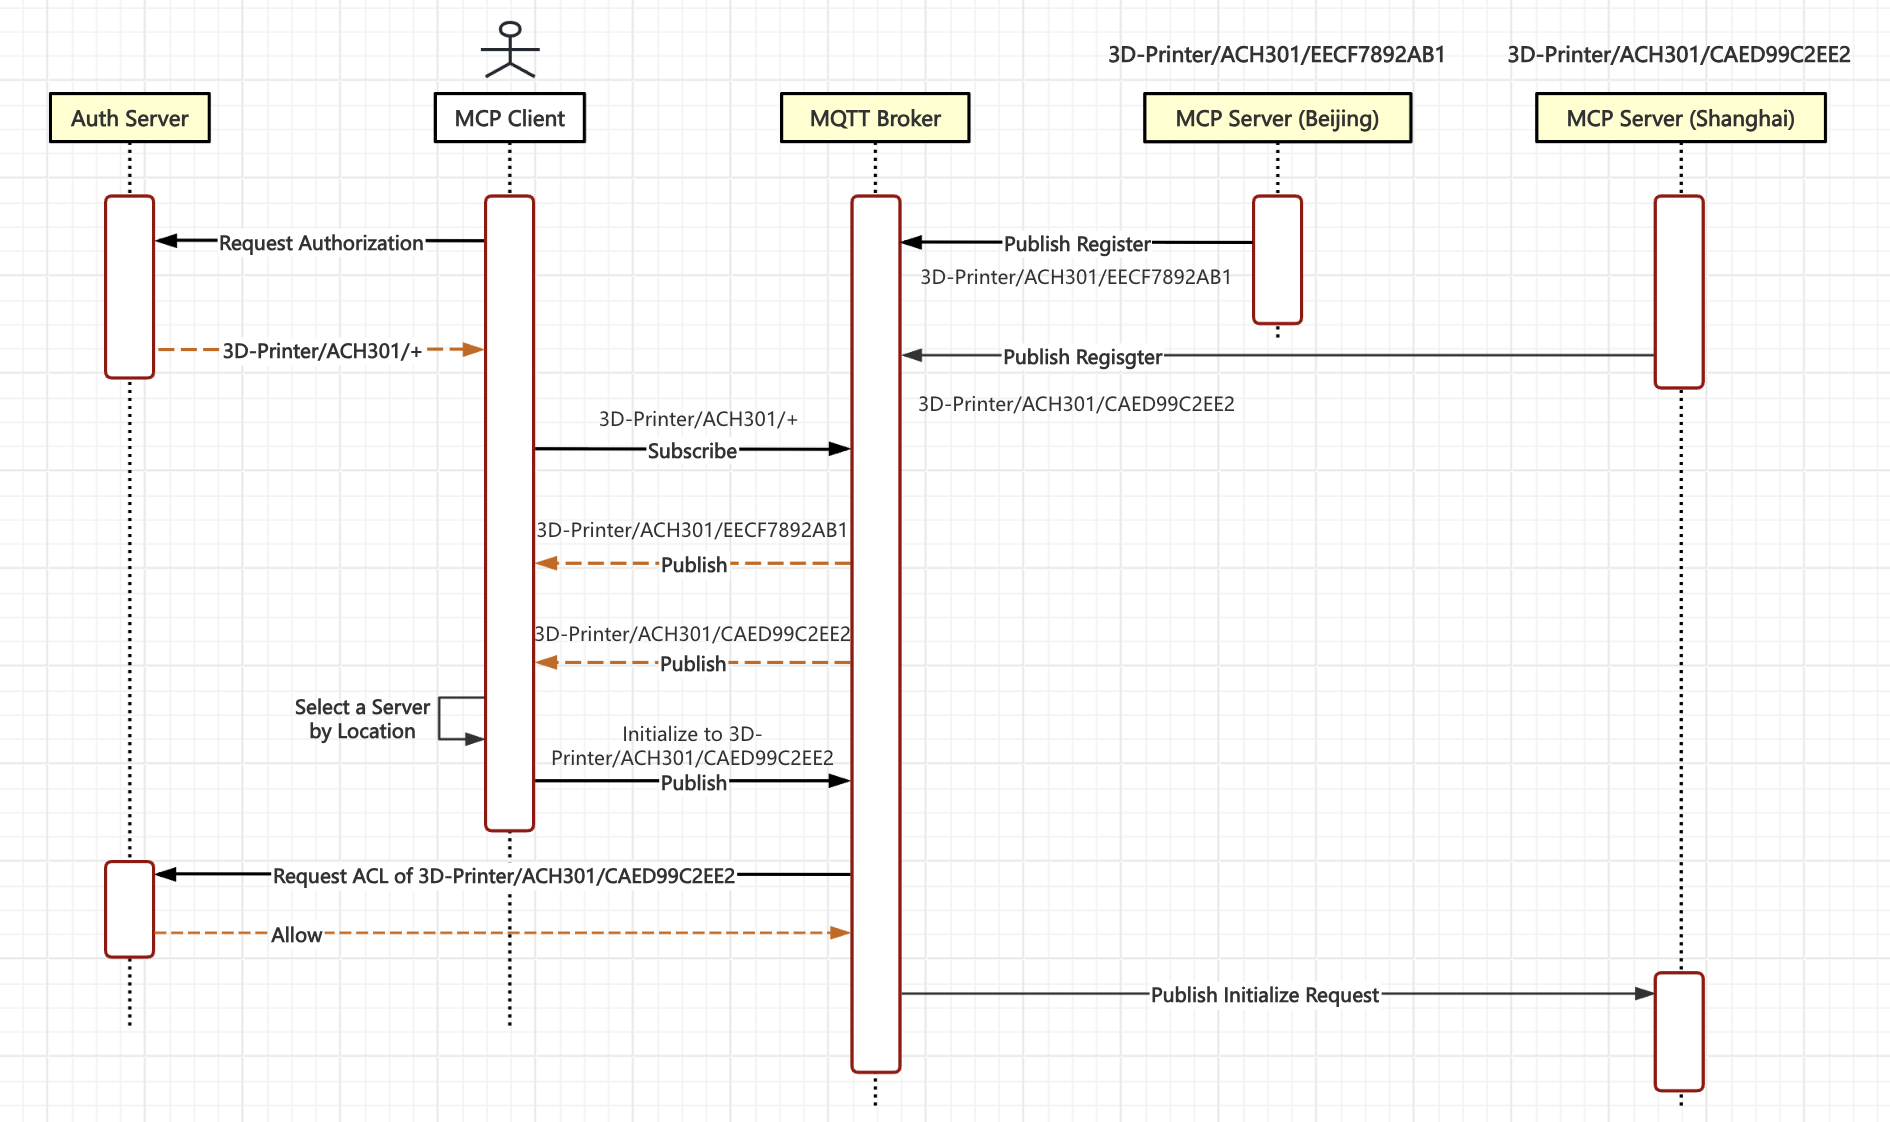 3D-Printer/ACH301/EECF7892AB1
3D-Printer/ACH301/CAED99C2EE2
Auth Server
MCP Client
MQTT Broker
MCP Server (Beijing)
MCP Server (Shanghai)
Request Authorization
Publish Register
3D-Printer/ACH301/EECF7892AB1
3D-Printer/ACH301/+
Publish Regisgter
3D-Printer/ACH301/CAED99C2EE2
3D-Printer/ACH301/+
Subscribe
3D-Printer/ACH301/EECF7892AB1
Publish
3D-Printer/ACH301/CAED99C2EE2
Publish
Select a Server
by Location
Initialize to 3D-
Printer/ACH301/CAED99C2EE2
Publish
Request ACL of 3D-Printer/ACH301/CAED99C2EE2
Allow
Publish Initialize Request